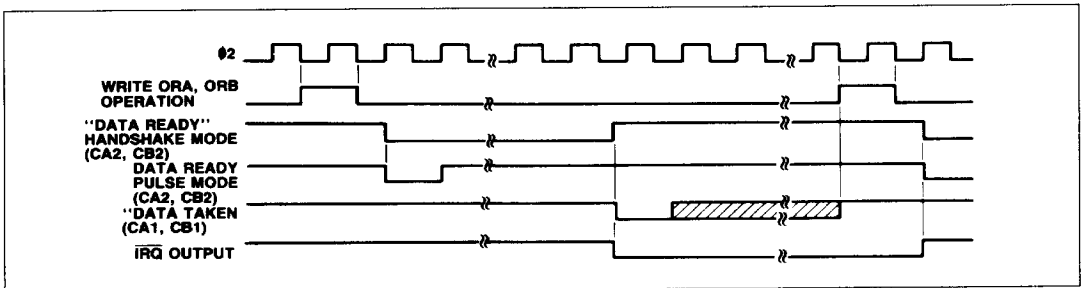 φ2
WRITE ORA, ORB
OPERATION
"DATA READY"
HANDSHAKE MODE
(CA2, CB2)
DATA READY
PULSE MODE
(CA2, CB2)
"DATA TAKEN
(CA1, CB1)
IRQ OUTPUT